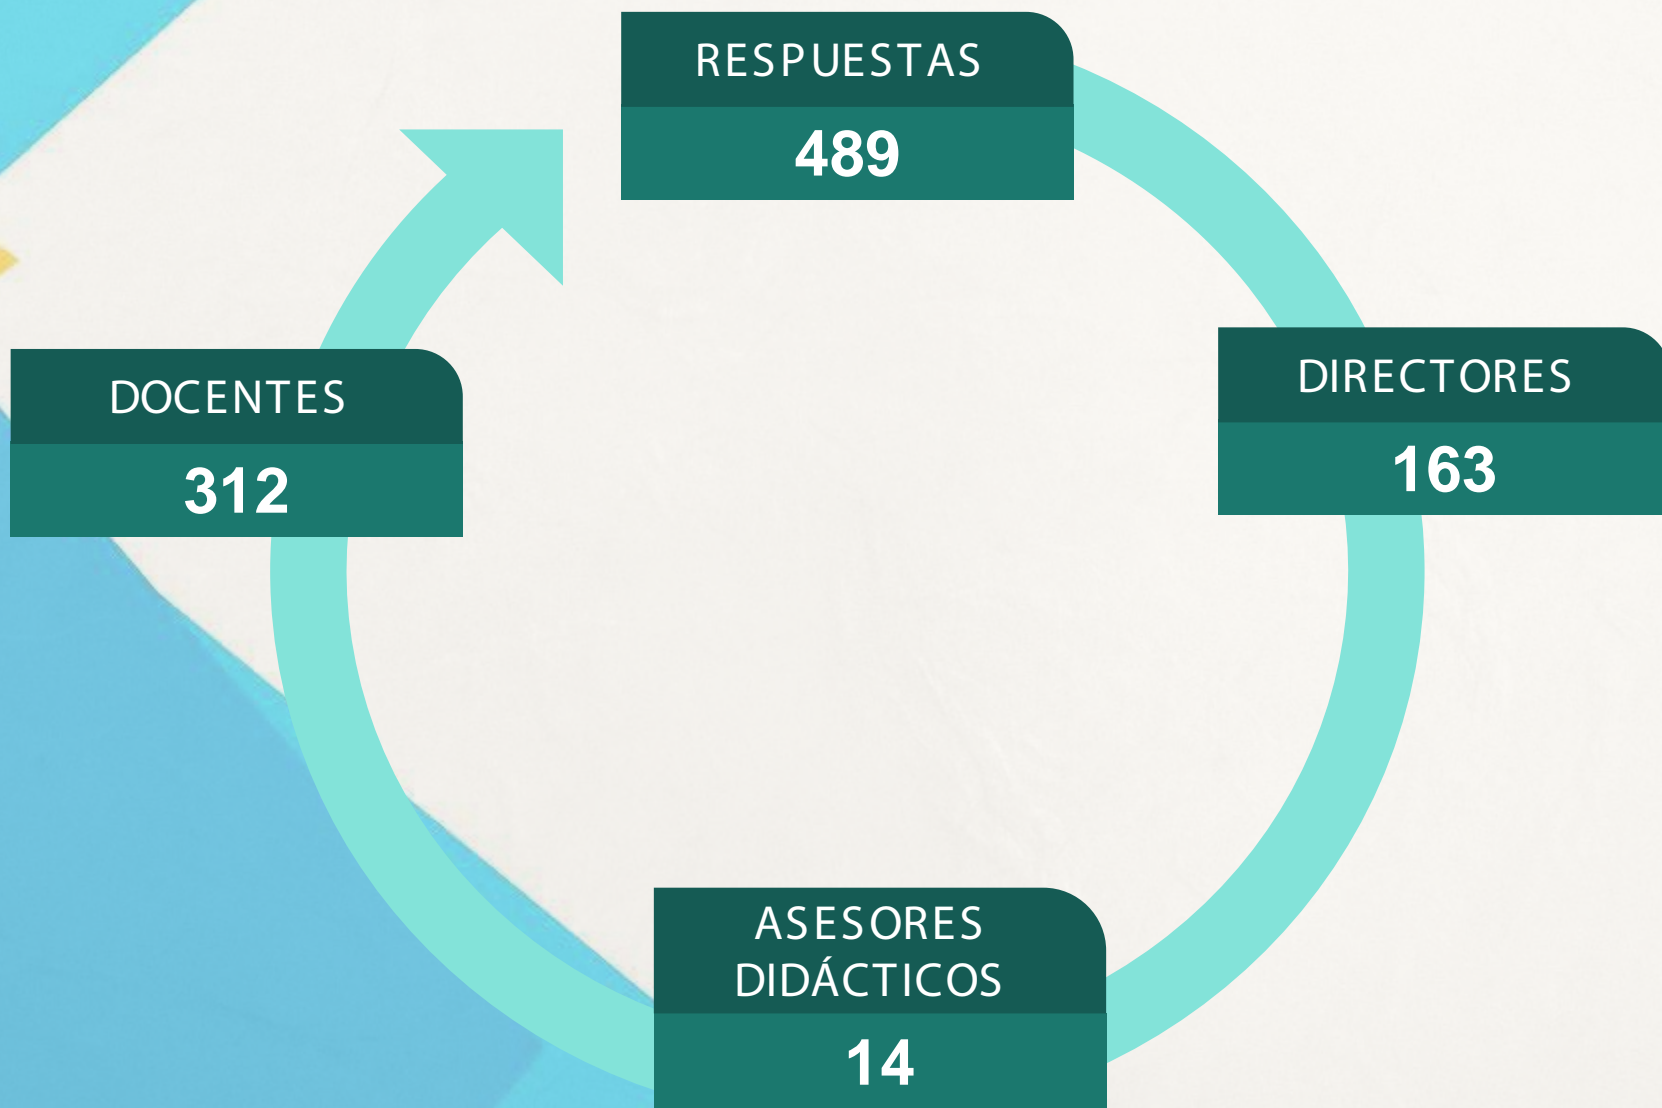 RESPUESTAS
489
DIRECTORES
163
ASESORES
DIDÁCTICOS
14
DOCENTES
312